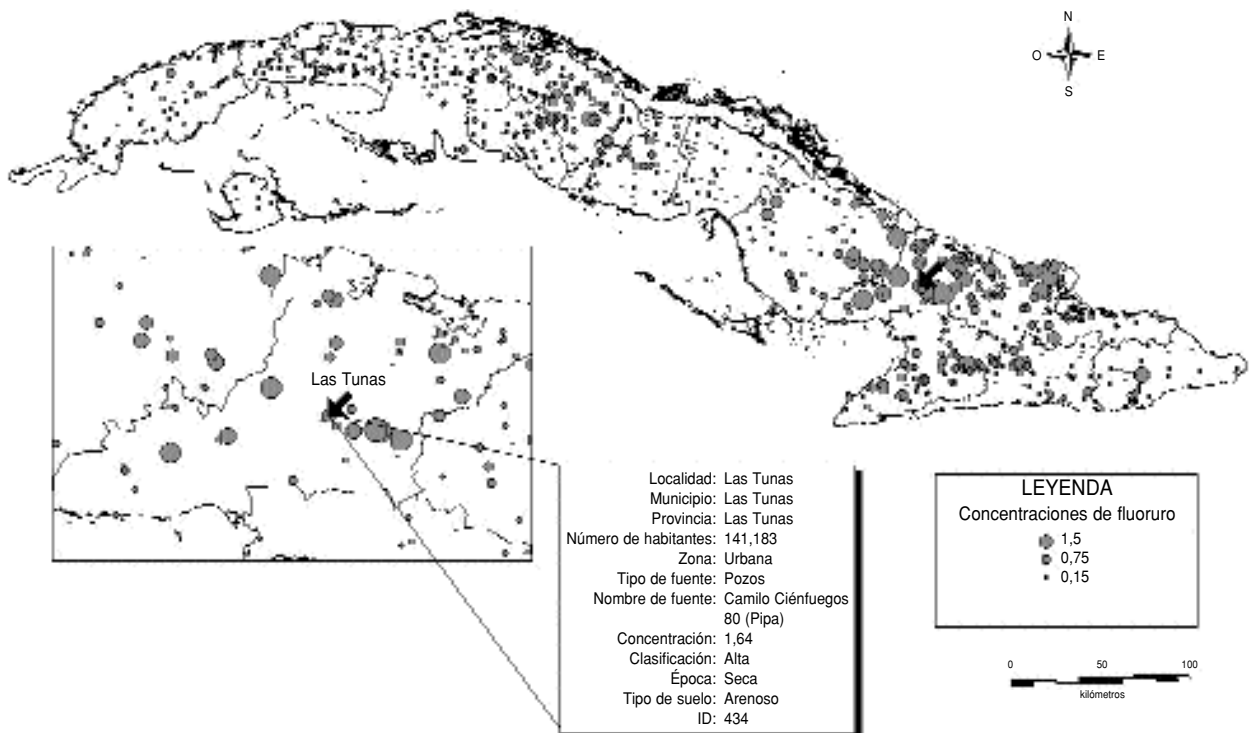 N
O E
S
Las Tunas
Localidad: Las Tunas
Municipio: Las Tunas
Provincia: Las Tunas
Número de habitantes: 141,183
Zona: Urbana
Tipo de fuente: Pozos
Nombre de fuente: Camilo Ciénfuegos
80 (Pipa)
Concentración: 1,64
Clasificación: Alta
Época: Seca
Tipo de suelo: Arenoso
ID: 434
LEYENDA
Concentraciones de fluoruro
1,5
0,75
0,15
0 50 100
kilómetros